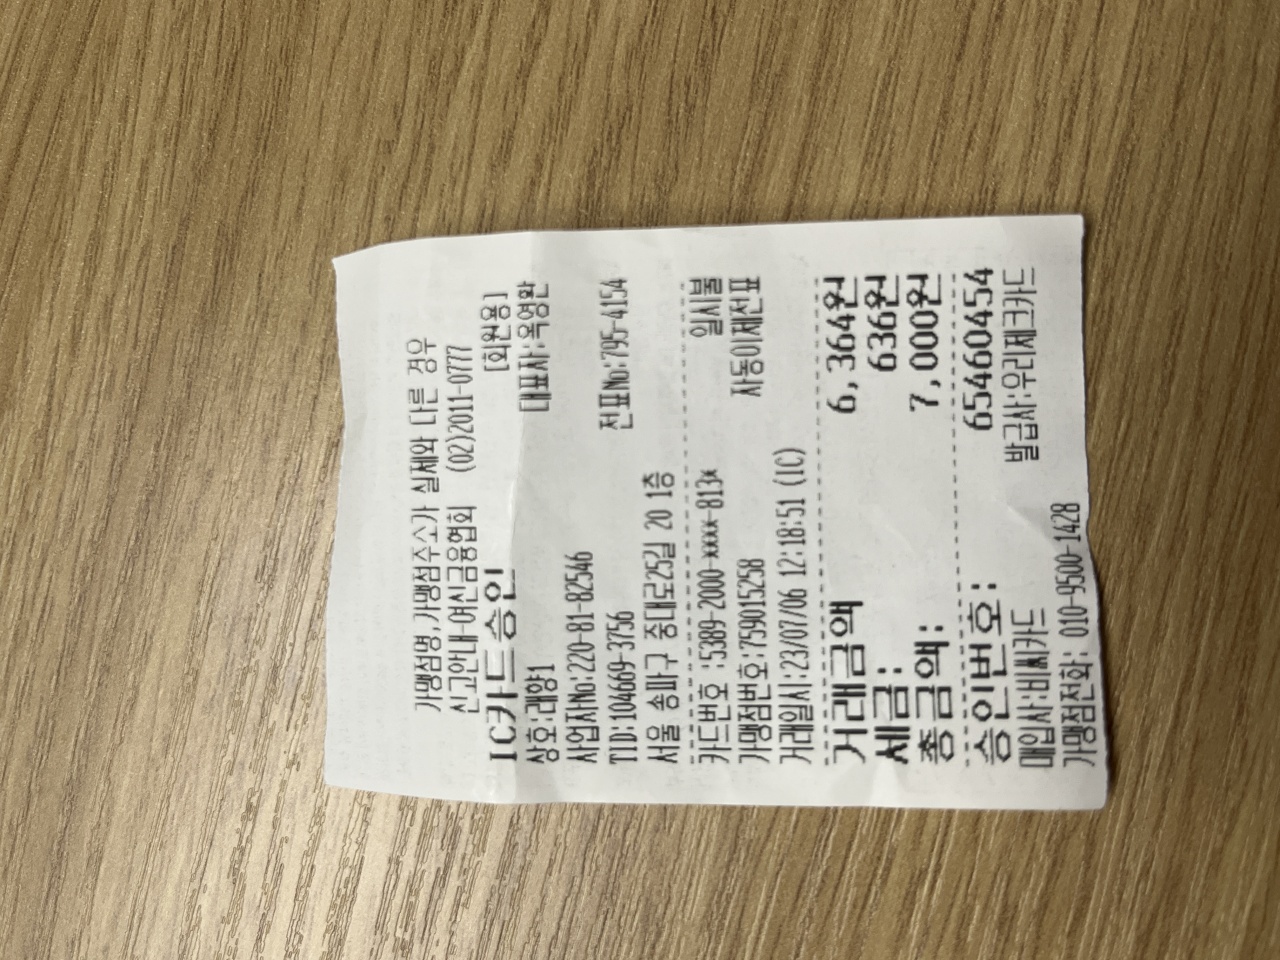 가맹점명,가맹점주소가 실제와 다른 경우
신고안내-여신금융협회 (02)2011-0777
IC카드승인 [회원용]
상호:래양1 대표자:옥영환
사업자No:220-81-82546
TID:104669-3756 전표No:795-4154
서울 송파구 중대로25길 20 1층
카드번호 :5389-2000-xxxx-813x 일시불
가맹점번호:759015258 자동이체전표
거래일시:23/07/06 12:18:51 (IC)
거래금액 6,364원
세금: 636원
총금액: 7,000원
승인번호: 65460454
매입사:비씨카드 발급사:우리체크카드
가맹점전화: 010-9500-1428